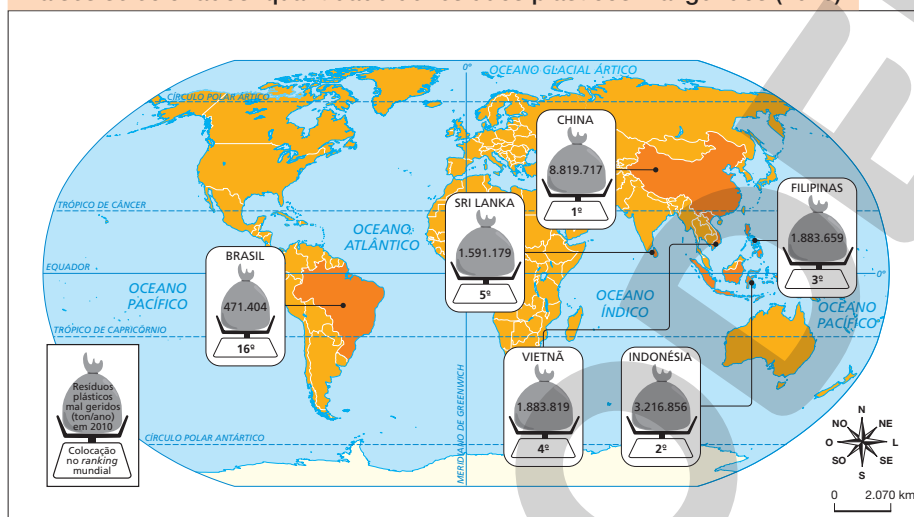 OCEANO GLACIAL ÁRTICO
0°
CÍRCULO POLAR ÁRTICO
CHINA
8.819.717
1º
TRÓPICO DE CÂNCER
SRI LANKA
1.591.179
5º
FILIPINAS
1.883.659
3º
OCEANO
ATLÂNTICO
BRASIL
471.404
16º
EQUADOR
0°
OCEANO
PACÍFICO
OCEANO
ÍNDICO
OCEANO
PACÍFICO
TRÓPICO DE CAPRICÓRNIO
VIETNÃ
1.883.819
4º
INDONÉSIA
3.216.856
2º
MERIDIANO DE GREENWICH
Resíduos
plásticos
mal geridos
(ton/ano)
em 2010
Colocação
no ranking
mundial
CÍRCULO POLAR ANTÁRTICO
N
NO
NE
O
L
SO
SE
S
0 2.070 km